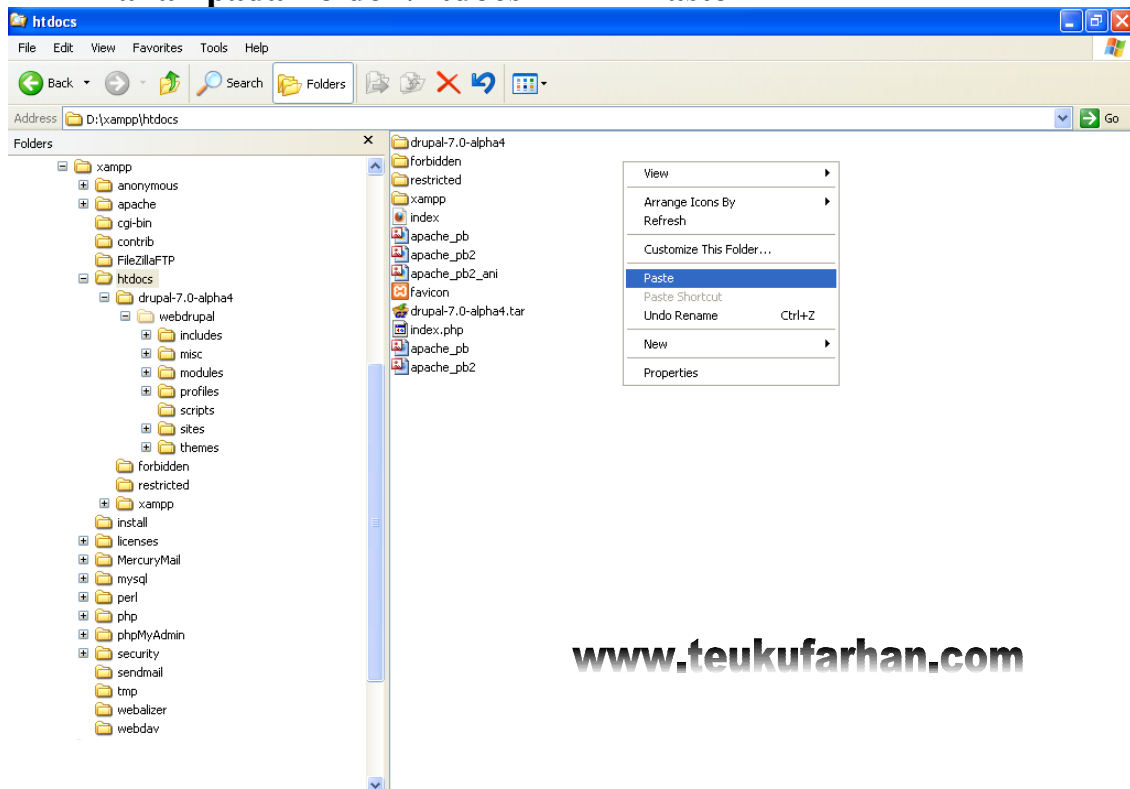 htdocs
File Edit View Favorites Tools Help
Back Search Folders
Address D:\xampp\htdocs Go
Folders
xampp
anonymous
apache
cgi-bin
contrib
FileZillaFTP
htdocs
drupal-7.0-alpha4
webdrupal
includes
misc
modules
profiles
scripts
sites
themes
forbidden
restricted
xampp
install
licenses
MercuryMail
mysql
perl
php
phpMyAdmin
security
sendmail
tmp
webalizer
webdav
drupal-7.0-alpha4
forbidden
restricted
xampp
index
apache_pb
apache_pb2
apache_pb2_ani
favicon
drupal-7.0-alpha4.tar
index.php
apache_pb
apache_pb2
View
Arrange Icons By
Refresh
Customize This Folder...
Paste
Paste Shortcut
Undo Rename Ctrl+Z
New
Properties
www.teukufarhan.com